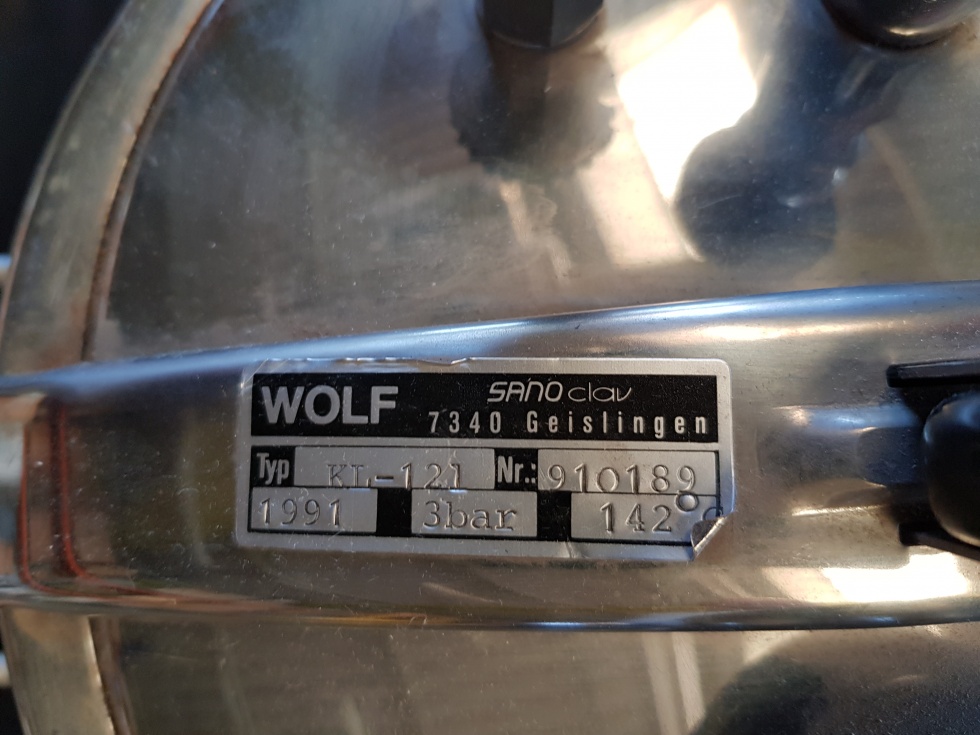 WOLF SANOclav
7340 Geislingen
Typ KL-121 Nr.: 910189
1991 3bar 142°C